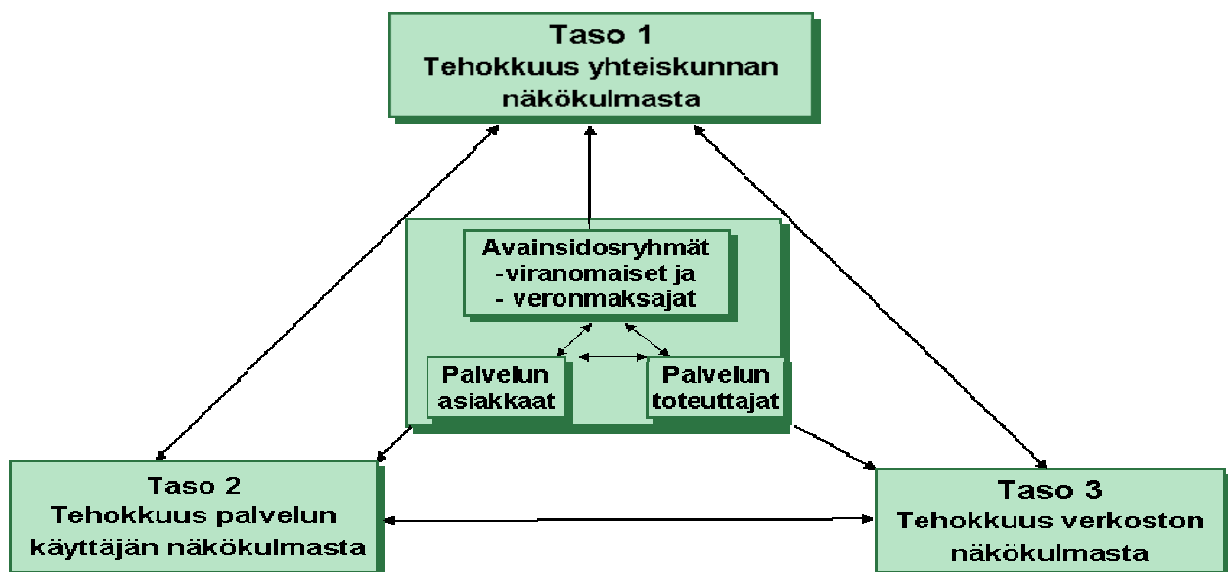 Taso 1
Tehokkuus yhteiskunnan
näkökulmasta
Avainsidosryhmät
-viranomaiset ja
- veronmaksajat
Palvelun
asiakkaat
Palvelun
toteuttajat
Taso 2
Tehokkuus palvelun
käyttäjän näkökulmasta
Taso 3
Tehokkuus verkoston
näkökulmasta